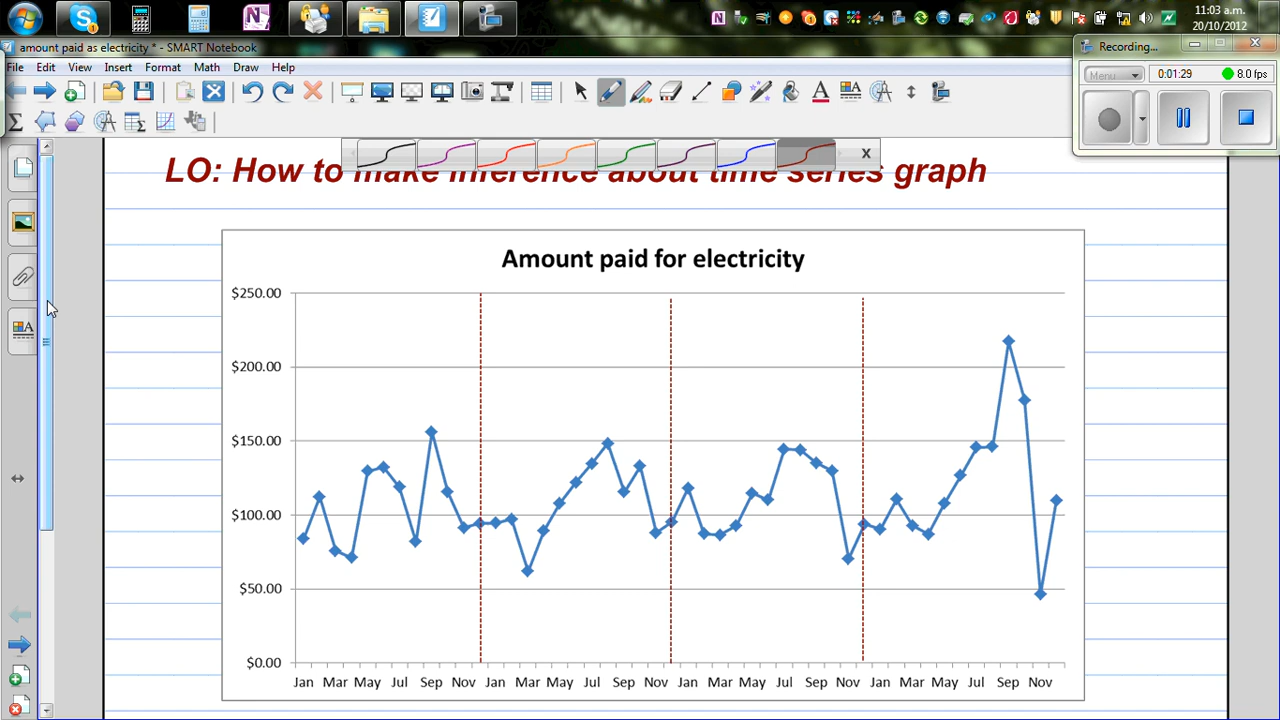 11:03 a.m.
20/10/2012
amount paid as electricity * - SMART Notebook
Recording...
File Edit View Insert Format Math Draw Help
Menu
0:01:29
8.0 fps
LO: How to make inference about time series graph
Amount paid for electricity
$250.00
$200.00
$150.00
$100.00
$50.00
$0.00
Jan Mar May Jul Sep Nov Jan Mar May Jul Sep Nov Jan Mar May Jul Sep Nov Jan Mar May Jul Sep Nov